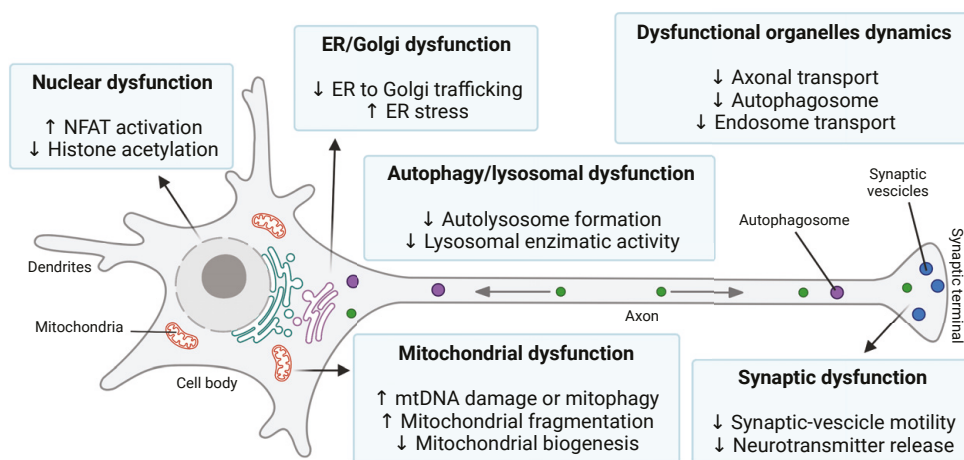 Nuclear dysfunction
↑ NFAT activation
↓ Histone acetylation
ER/Golgi dysfunction
↓ ER to Golgi trafficking
↑ ER stress
Dysfunctional organelles dynamics
↓ Axonal transport
↓ Autophagosome
↓ Endosome transport
Autophagy/lysosomal dysfunction
↓ Autolysosome formation
↓ Lysosomal enzimatic activity
Synaptic
vesicles
Autophagosome
Synaptic terminal
Dendrites
Mitochondria
Cell body
Axon
Mitochondrial dysfunction
↑ mtDNA damage or mitophagy
↑ Mitochondrial fragmentation
↓ Mitochondrial biogenesis
Synaptic dysfunction
↓ Synaptic-vesicle motility
↓ Neurotransmitter release